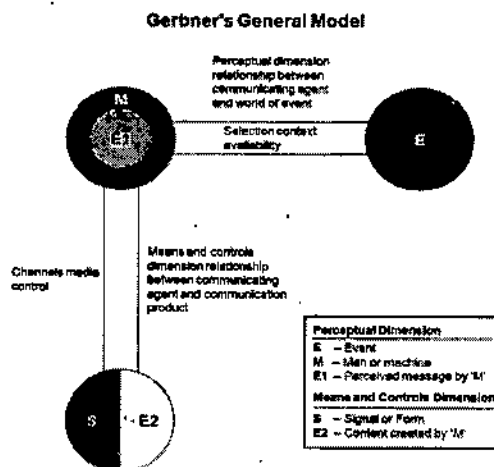 Gerbner's General Model
Perceptual dimension
relationship between
communicating agent
and world of event
M
E1
Selection context
availability
E
Channels media
control
Means and controls
dimension relationship
between communicating
agent and communication
product
S
E2
Perceptual Dimension
E – Event
M – Man or machine
E1 – Perceived message by 'M'
Means and Controls Dimension
S – Signal or Form
E2 – Content created by 'M'